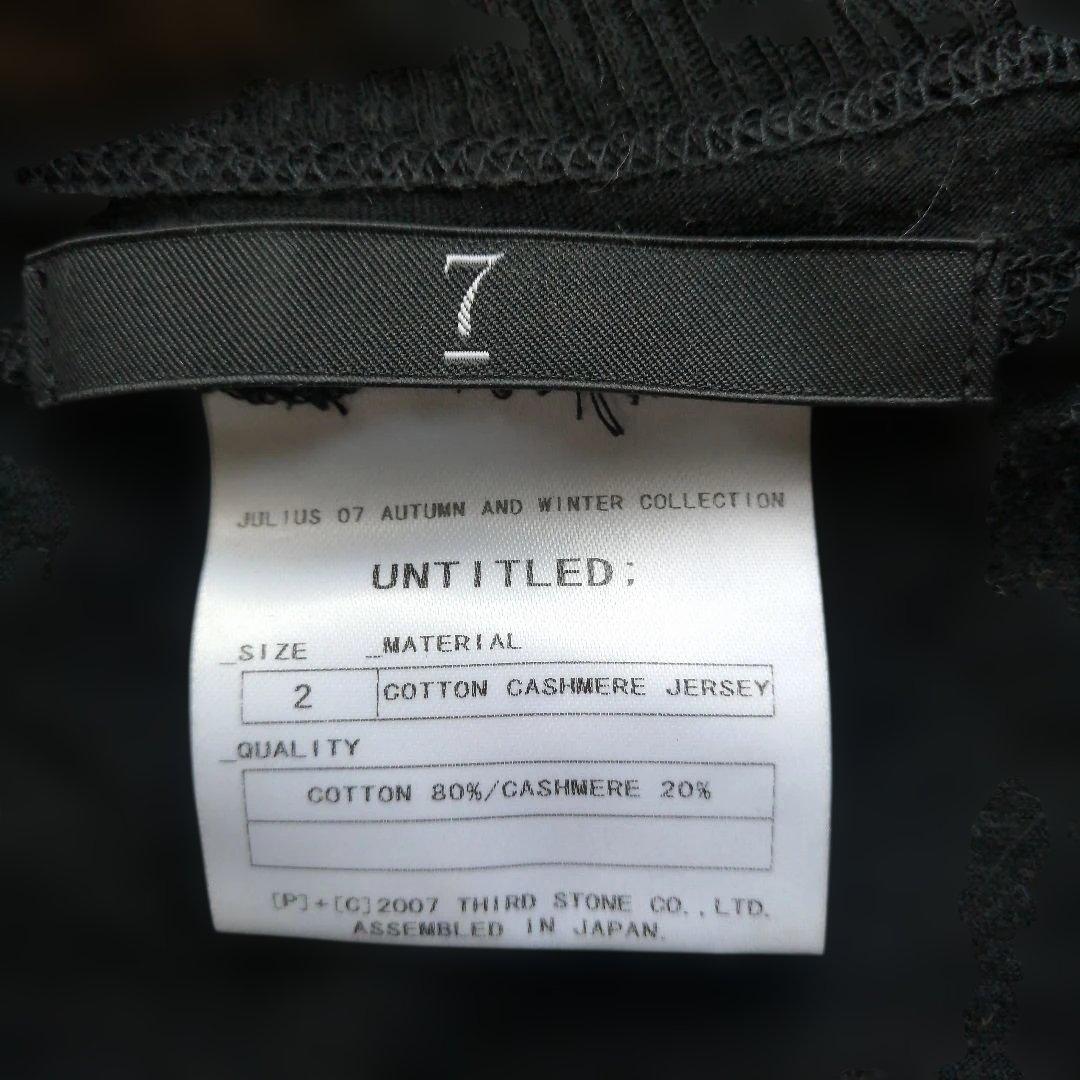 7
JULIUS 07 AUTUMN AND WINTER COLLECTION
UNTITLED;
_SIZE _MATERIAL
2 COTTON CASHMERE JERSEY
_QUALITY
COTTON 80%/CASHMERE 20%
[P]+[C]2007 THIRD STONE CO.,LTD.
ASSEMBLED IN JAPAN.